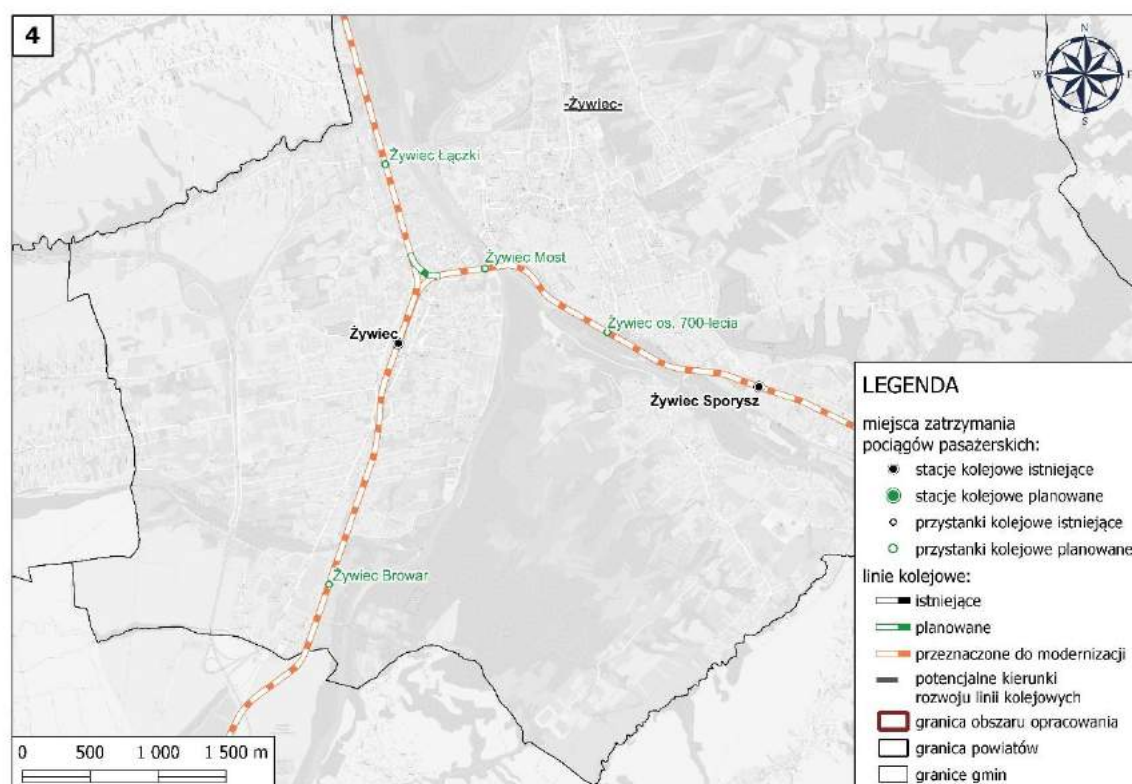 4
N
W
E
S
-Żywiec-
Żywiec Łączki
Żywiec Most
Żywiec os. 700-lecia
Żywiec
Żywiec Sporysz
Żywiec Browar
LEGENDA
miejsca zatrzymania
pociągów pasażerskich:
stacje kolejowe istniejące
stacje kolejowe planowane
przystanki kolejowe istniejące
przystanki kolejowe planowane
linie kolejowe:
istniejące
planowane
przeznaczone do modernizacji
potencjalne kierunki
rozwoju linii kolejowych
granica obszaru opracowania
granica powiatów
granice gmin
0 500 1 000 1 500 m